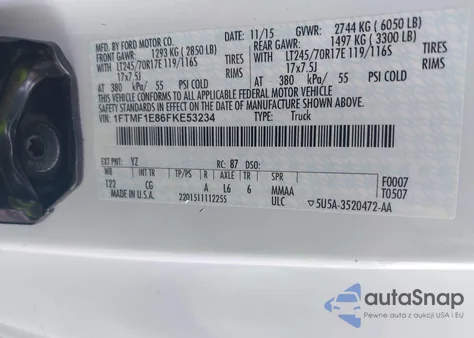 MFD. BY FORD MOTOR CO. 11/15 GVWR: 2744 KG (6050 LB)
FRONT GAWR: 1293 KG (2850 LB) REAR GAWR: 1497 KG (3300 LB)
WITH LT245/70R17E 119/116S TIRES WITH LT245/70R17E 119/116S TIRES
17x7.5J RIMS 17x7.5J RIMS
AT 380 kPa/ 55 PSI COLD AT 380 kPa/ 55 PSI COLD
THIS VEHICLE CONFORMS TO ALL APPLICABLE FEDERAL MOTOR VEHICLE
SAFETY STANDARDS IN EFFECT ON THE DATE OF MANUFACTURE SHOWN ABOVE.
VIN: 1FTMF1E86FKE53234 TYPE: Truck
EXT PNT: YZ RC: 87 DSO:
WB INT TR TP/PS R AXLE TR SPR F0007
122 CG A L6 6 MMAA T0507
MADE IN U.S.A. 2201511112255 ULC ▽5U5A-3520472-AA
autoSnap
Pewne auta z aukcji USA i EU